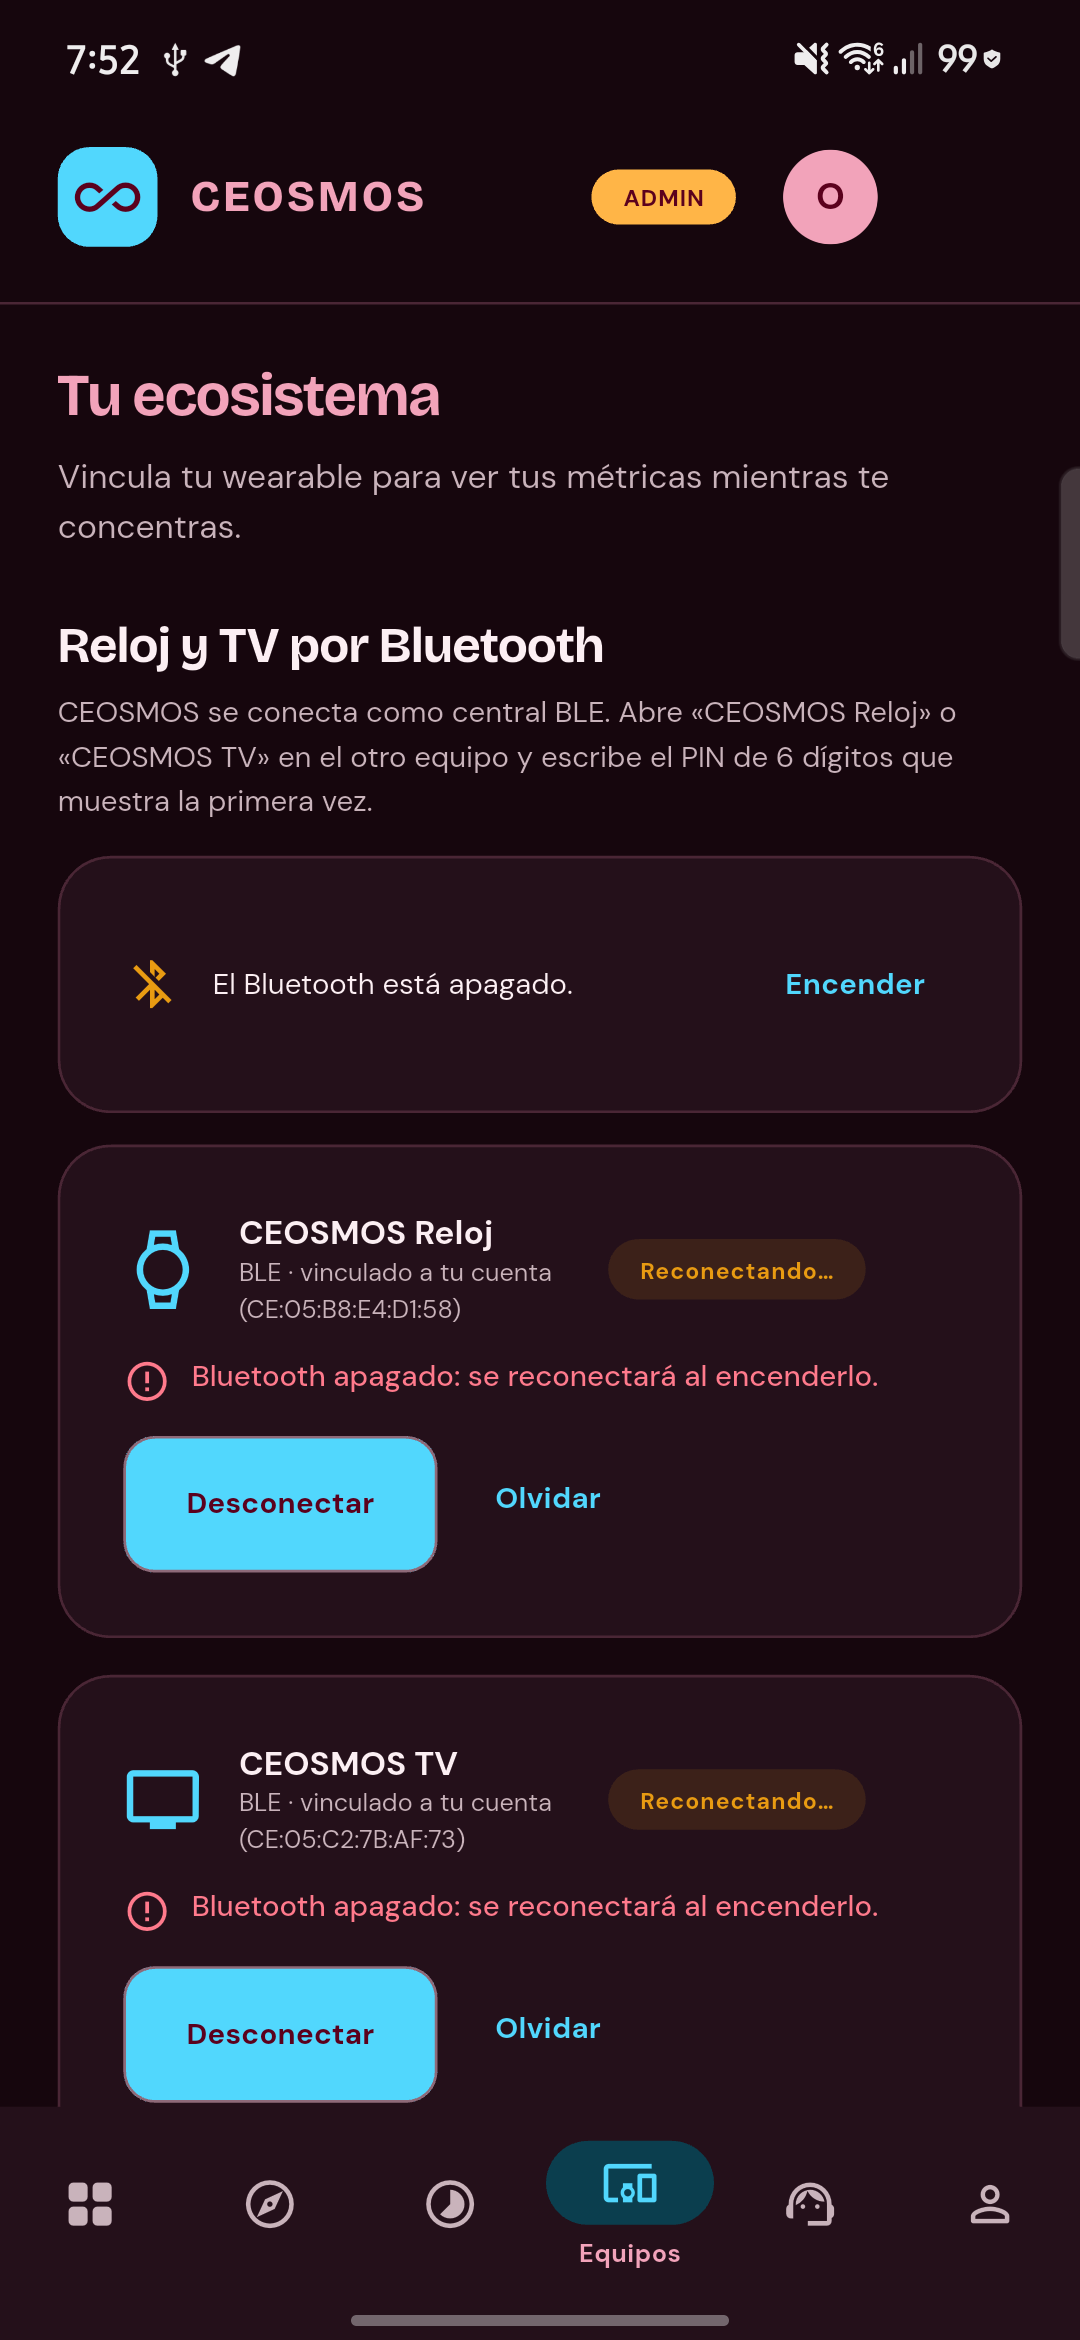 7:52
6
99
CEOSMOS
ADMIN
O
Tu ecosistema
Vincula tu wearable para ver tus métricas mientras te
concentras.
Reloj y TV por Bluetooth
CEOSMOS se conecta como central BLE. Abre «CEOSMOS Reloj» o
«CEOSMOS TV» en el otro equipo y escribe el PIN de 6 dígitos que
muestra la primera vez.
El Bluetooth está apagado.
Encender
CEOSMOS Reloj
BLE · vinculado a tu cuenta
(CE:05:B8:E4:D1:58)
Reconectando…
Bluetooth apagado: se reconectará al encenderlo.
Desconectar
Olvidar
CEOSMOS TV
BLE · vinculado a tu cuenta
(CE:05:C2:7B:AF:73)
Reconectando…
Bluetooth apagado: se reconectará al encenderlo.
Desconectar
Olvidar
Equipos